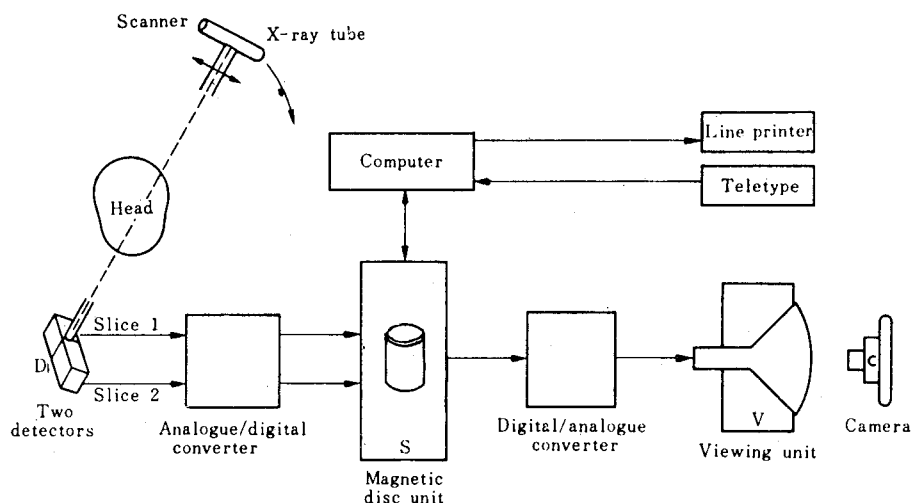 Scanner
X-ray tube
Line printer
Computer
Teletype
Head
Slice 1
D
Slice 2
S
V
C
Two
detectors
Analogue/digital
converter
Magnetic
disc unit
Digital/analogue
converter
Viewing unit
Camera